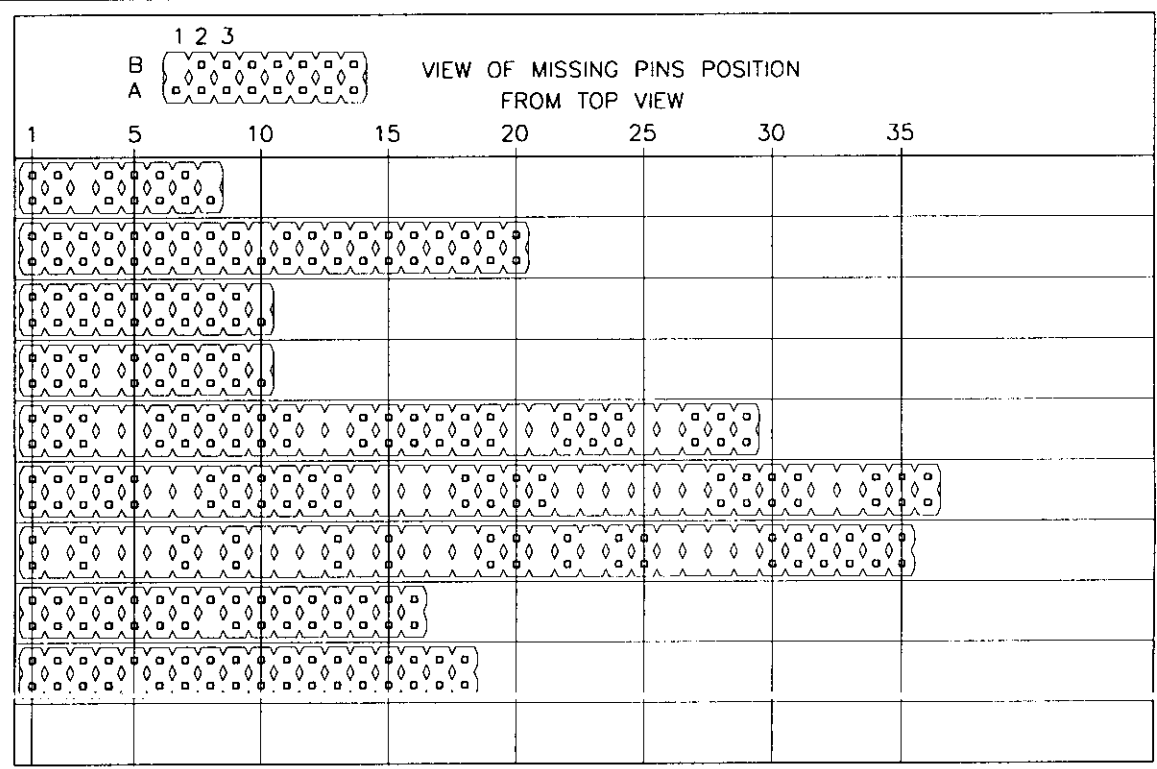 1 2 3
B
A
VIEW OF MISSING PINS POSITION
FROM TOP VIEW
1 5 10 15 20 25 30 35